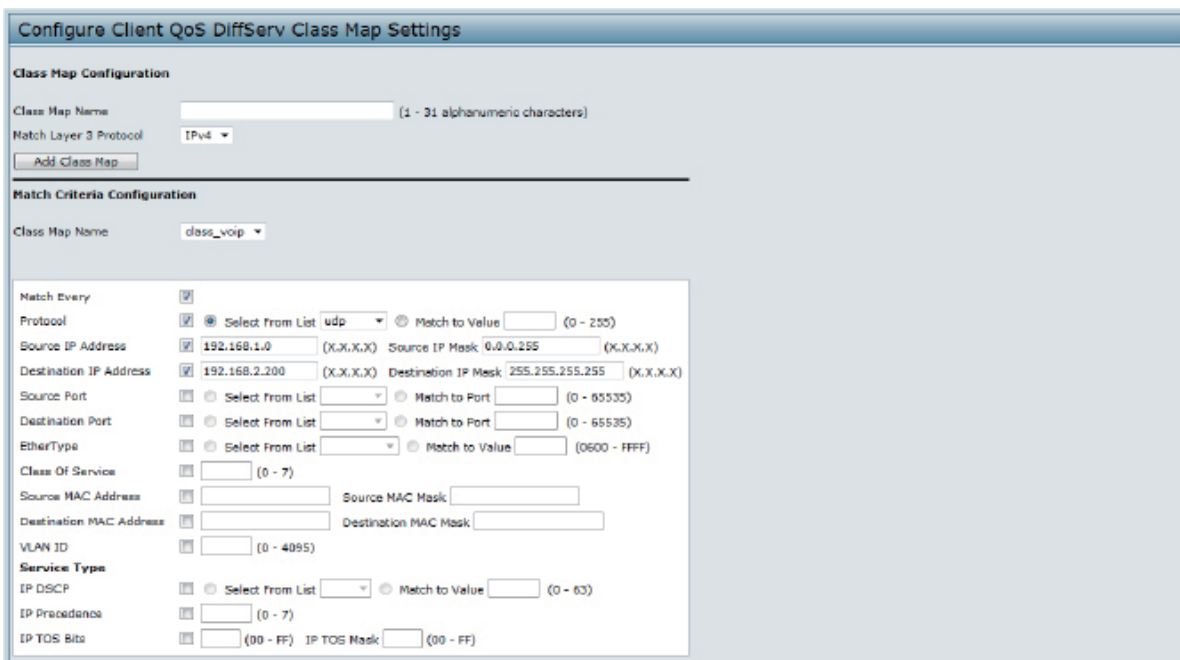 Configure Client QoS DiffServ Class Map Settings
Class Map Configuration
Class Map Name (1 - 31 alphanumeric characters)
Match Layer 3 Protocol IPv4
Add Class Map
Match Criteria Configuration
Class Map Name class_voip
Match Every
Protocol Select From List udp Match to Value (0 - 255)
Source IP Address 192.168.1.0 (X.X.X.X) Source IP Mask 0.0.0.255 (X.X.X.X)
Destination IP Address 192.168.2.200 (X.X.X.X) Destination IP Mask 255.255.255.255 (X.X.X.X)
Source Port Select From List Match to Port (0 - 65535)
Destination Port Select From List Match to Port (0 - 65535)
EtherType Select From List Match to Value (0600 - FFFF)
Class Of Service (0 - 7)
Source MAC Address Source MAC Mask
Destination MAC Address Destination MAC Mask
VLAN ID (0 - 4095)
Service Type
IP DSCP Select From List Match to Value (0 - 63)
IP Precedence (0 - 7)
IP TOS Bits (00 - FF) IP TOS Mask (00 - FF)